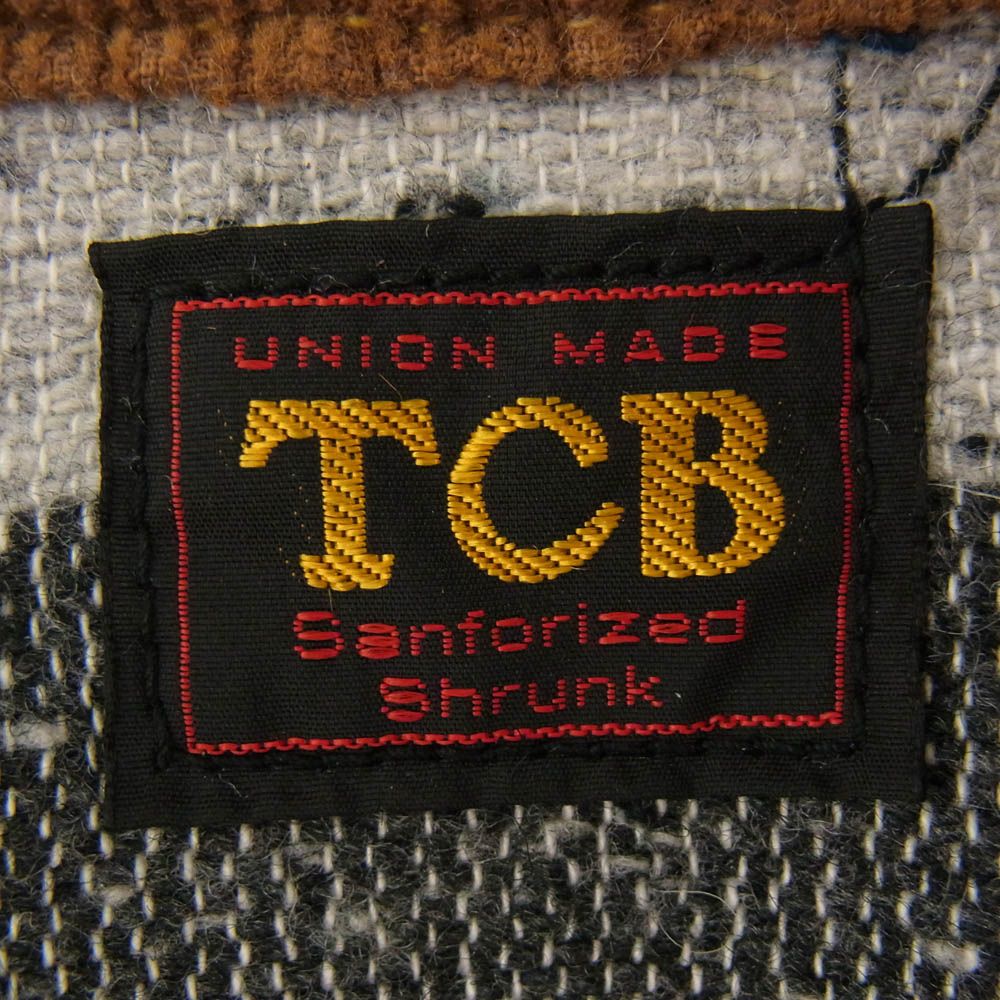 UNION MADE
TCB
Sanforized
Shrunk